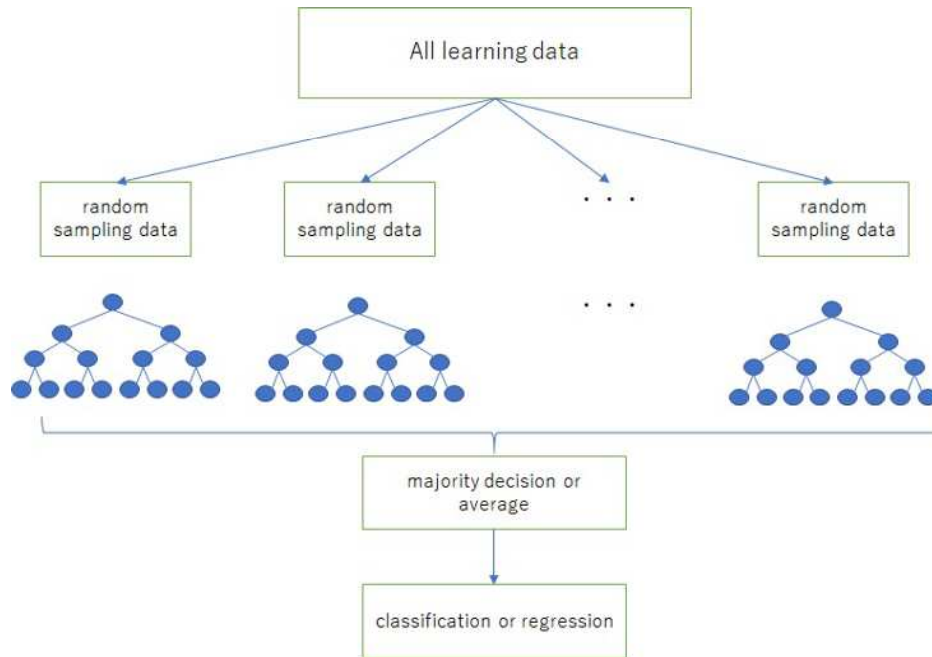 All learning data
random
sampling data
random
sampling data
. . .
random
sampling data
. . .
majority decision or
average
classification or regression